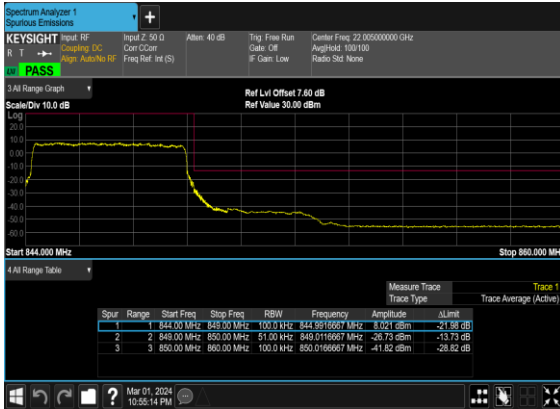 Spectrum Analyzer 1
Spurious Emissions
KEYSIGHT Input: RF Input Z: 50 Ω Atten: 40 dB Trig: Free Run Center Freq: 22.005000000 GHz
R T Coupling: DC Corr CCorr Gate: Off Avg|Hold: 100/100
Align: Auto/No RF Freq Ref: Int (S) IF Gain: Low Radio Std: None
PASS
3 All Range Graph
Ref Lvl Offset 7.60 dB
Scale/Div 10.0 dB Ref Value 30.00 dBm
Log
20.0
10.0
0.00
-10.0
-20.0
-30.0
-40.0
-50.0
-60.0
Start 844.000 MHz Stop 860.000 MH
4 All Range Table
Measure Trace Trace 1
Trace Type Trace Average (Active)
Spur Range Start Freq Stop Freq RBW Frequency Amplitude ΔLimit
1 1 844.00 MHz 849.00 MHz 100.0 kHz 844.9916667 MHz 8.021 dBm -21.98 dB
2 2 849.00 MHz 850.00 MHz 51.00 kHz 849.0116667 MHz -26.73 dBm -13.73 dB
3 3 850.00 MHz 860.00 MHz 100.0 kHz 850.0166667 MHz -41.82 dBm -28.82 dB
Mar 01, 2024
10:55:14 PM